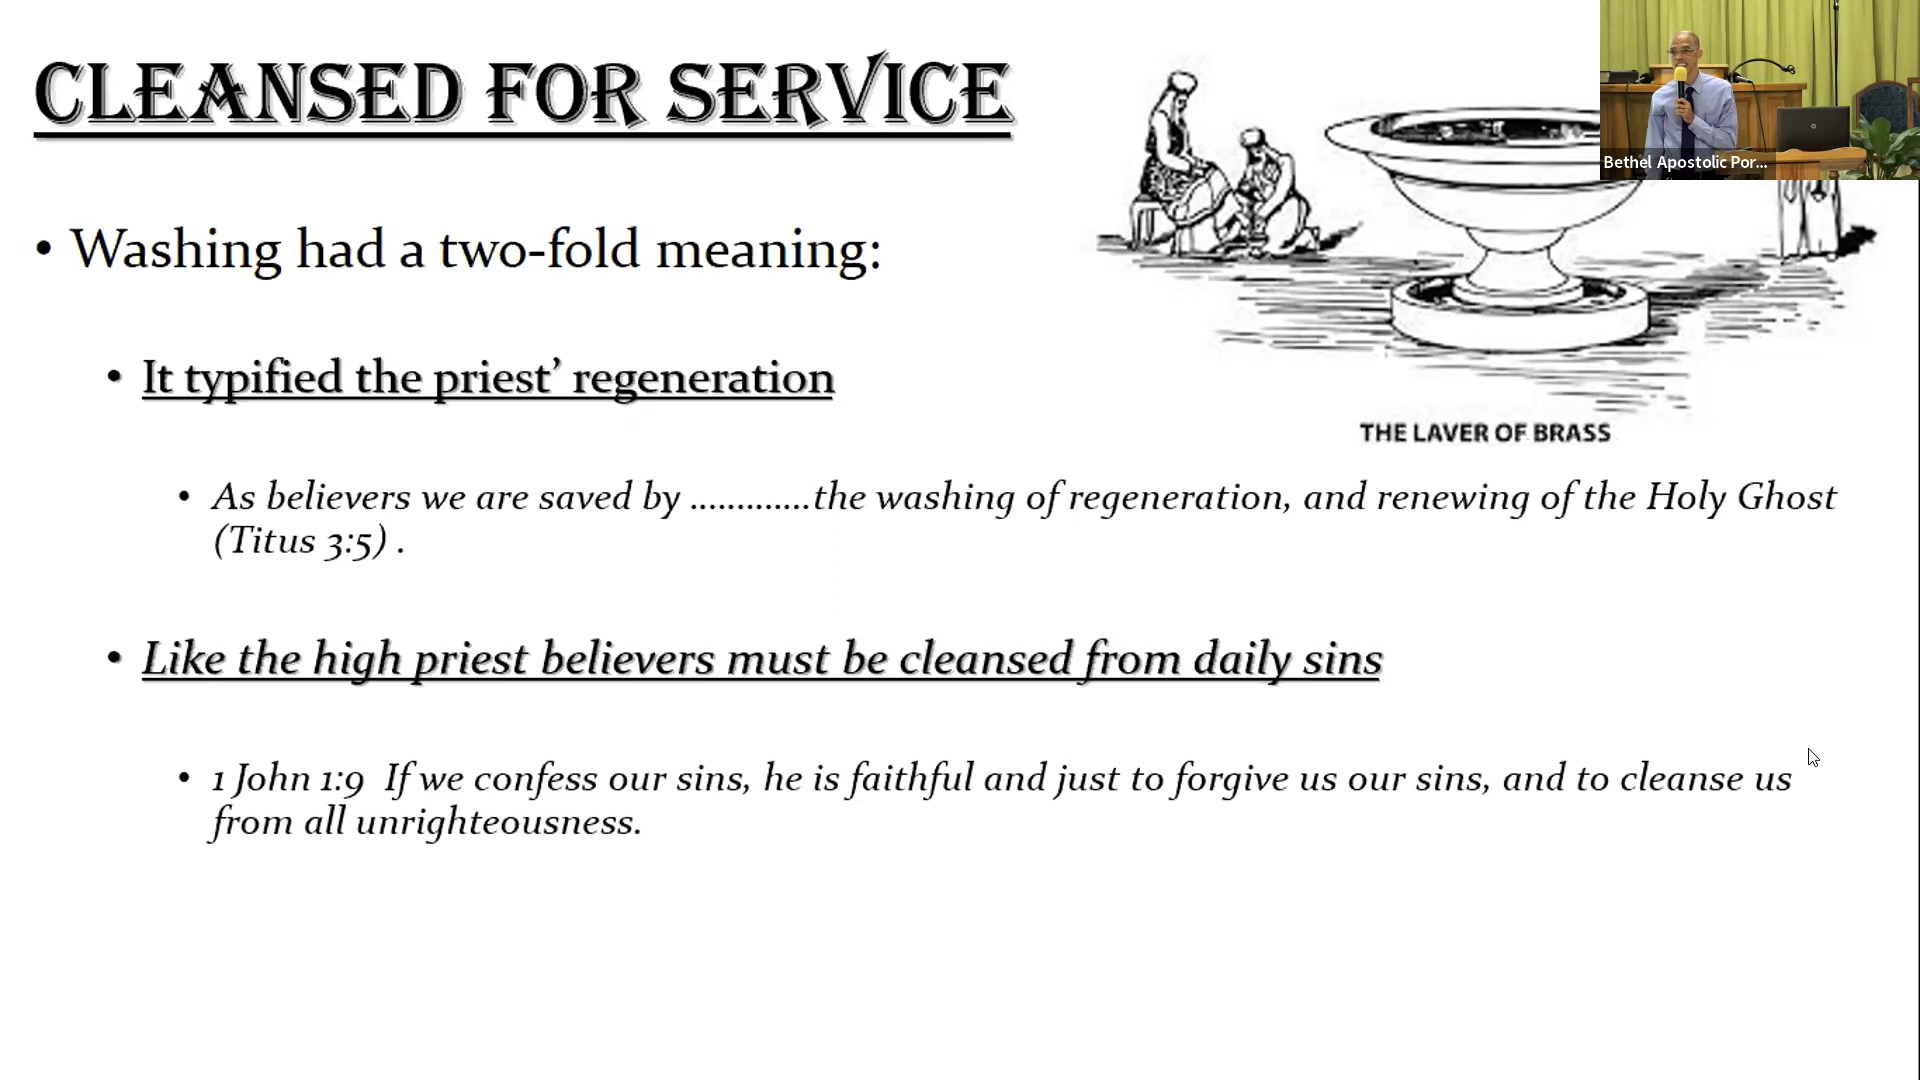 CLEANSED FOR SERVICE
Bethel Apostolic Por...
• Washing had a two-fold meaning:
• It typified the priest’ regeneration
THE LAVER OF BRASS
• As believers we are saved by .............the washing of regeneration, and renewing of the Holy Ghost
(Titus 3:5) .
• Like the high priest believers must be cleansed from daily sins
• 1 John 1:9  If we confess our sins, he is faithful and just to forgive us our sins, and to cleanse us
from all unrighteousness.